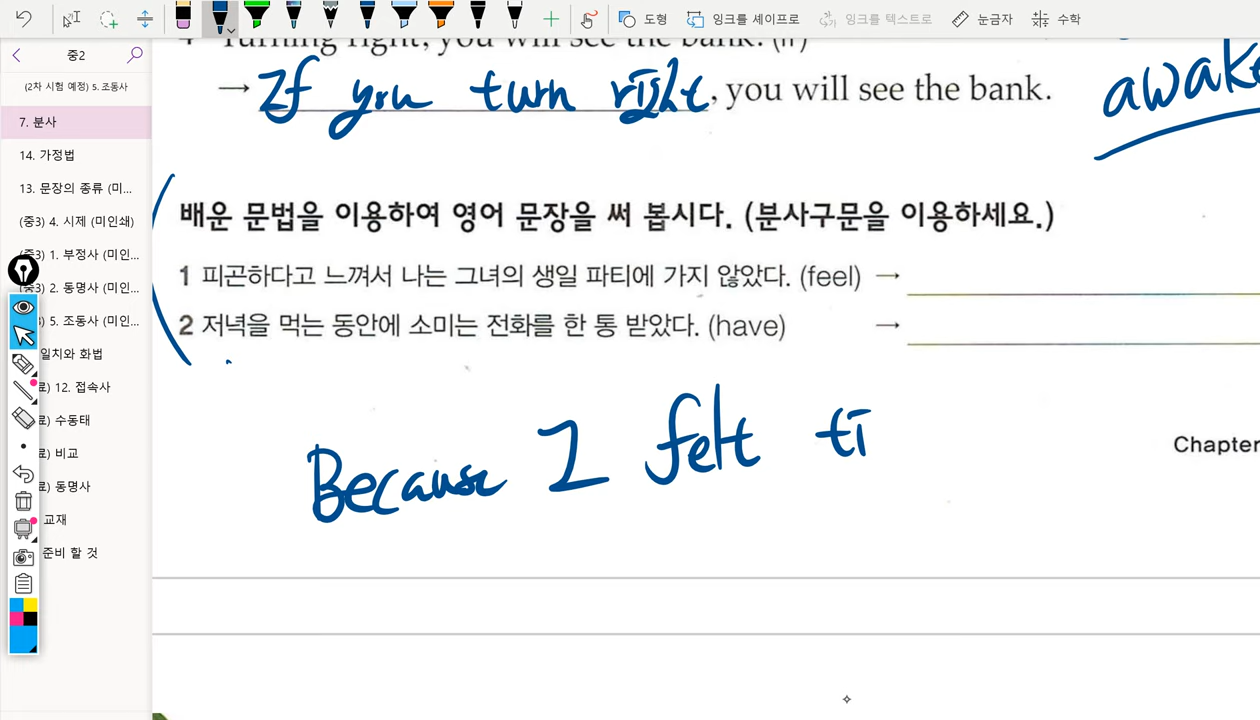 도형
잉크를 셰이프로
잉크를 텍스트로
눈금자
수학
중2
(2차 시험 예정) 5. 조동사
7. 분사
14. 가정법
13. 문장의 종류 (미...
(중3) 4. 시제 (미인쇄)
(중3) 1. 부정사 (미인...
3) 2. 동명사 (미인...
) 5. 조동사 (미인...
일치와 화법
료) 12. 접속사
료) 수동태
료) 비교
료) 동명사
교재
준비 할 것
4 Turning right, you will see the bank. (if)
→ If you turn right, you will see the bank.
awake
배운 문법을 이용하여 영어 문장을 써 봅시다. (분사구문을 이용하세요.)
1 피곤하다고 느껴서 나는 그녀의 생일 파티에 가지 않았다. (feel) →
2 저녁을 먹는 동안에 소미는 전화를 한 통 받았다. (have) →
Because I felt ti
Chapter